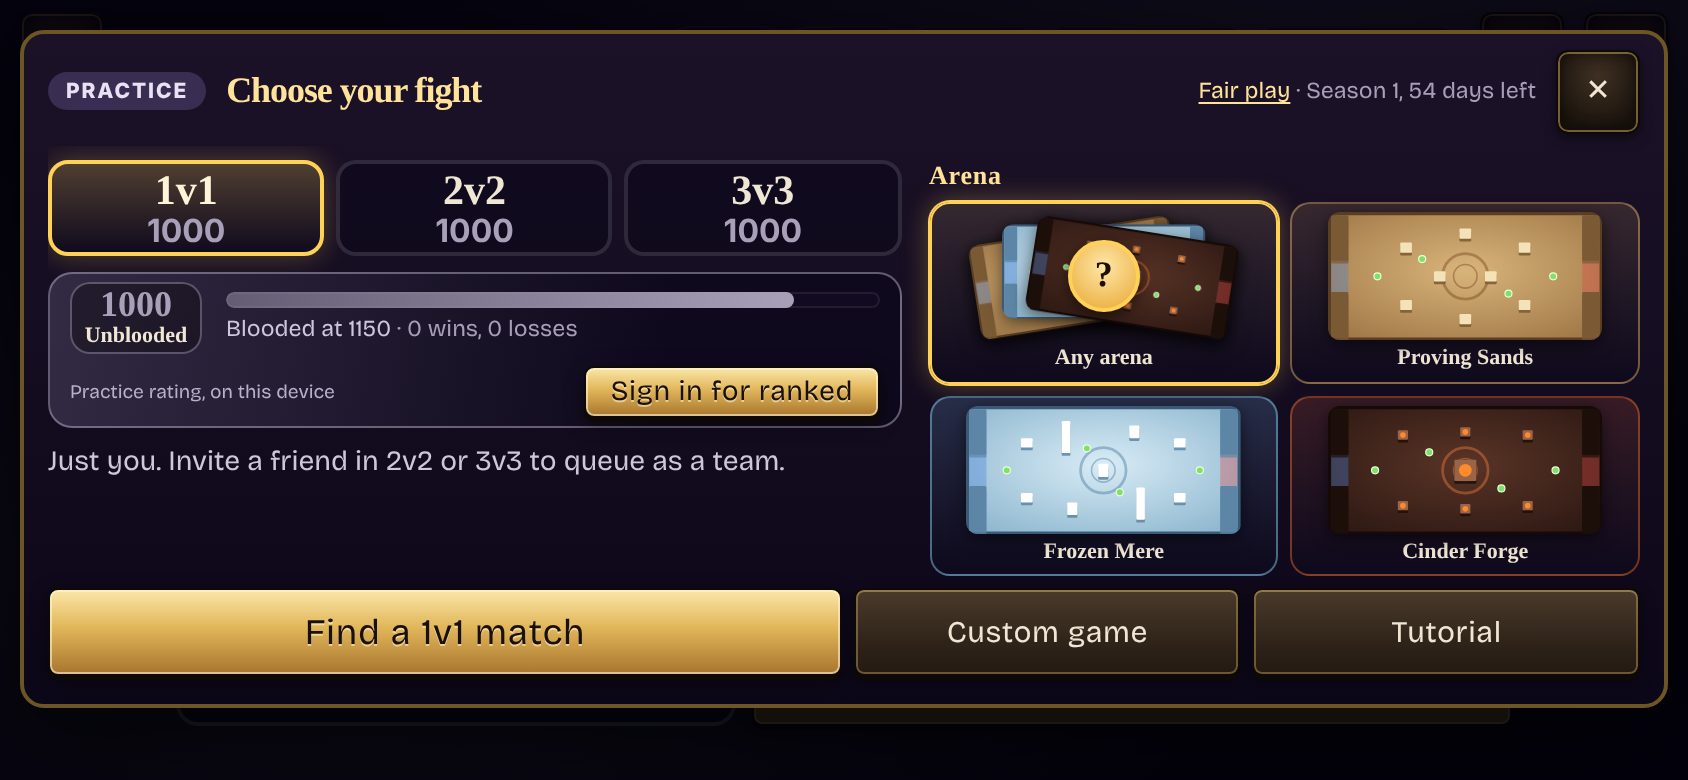 PRACTICE
Choose your fight
Fair play · Season 1, 54 days left
✕
1v1
1000
2v2
1000
3v3
1000
1000
Unblooded
Blooded at 1150 · 0 wins, 0 losses
Practice rating, on this device
Sign in for ranked
Just you. Invite a friend in 2v2 or 3v3 to queue as a team.
Arena
?
Any arena
Proving Sands
Frozen Mere
Cinder Forge
Find a 1v1 match
Custom game
Tutorial